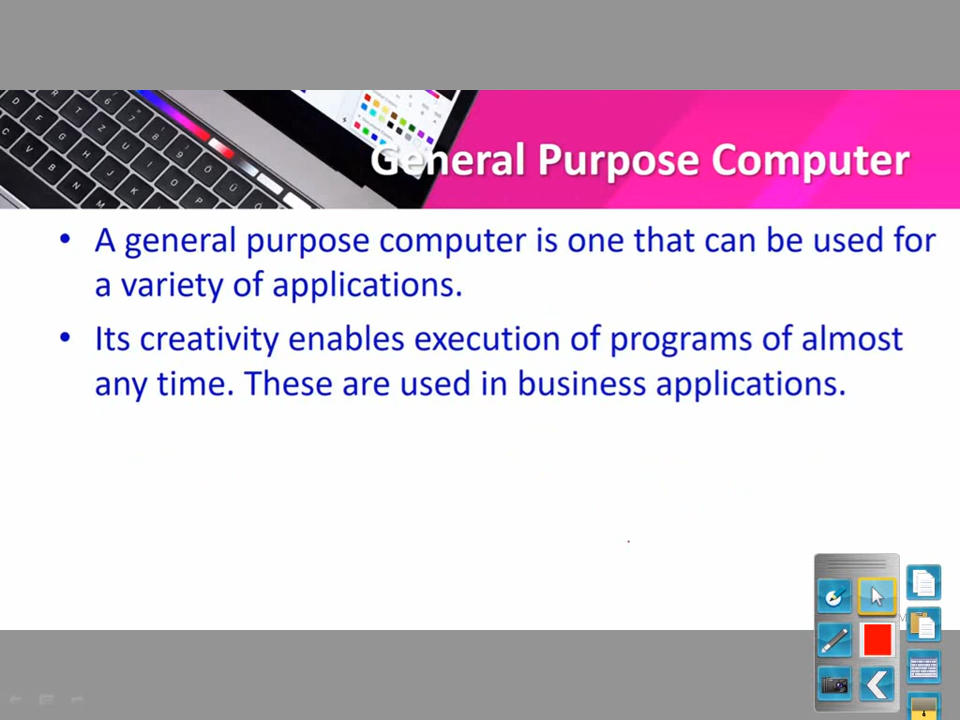 General Purpose Computer
• A general purpose computer is one that can be used for
a variety of applications.
• Its creativity enables execution of programs of almost
any time. These are used in business applications.